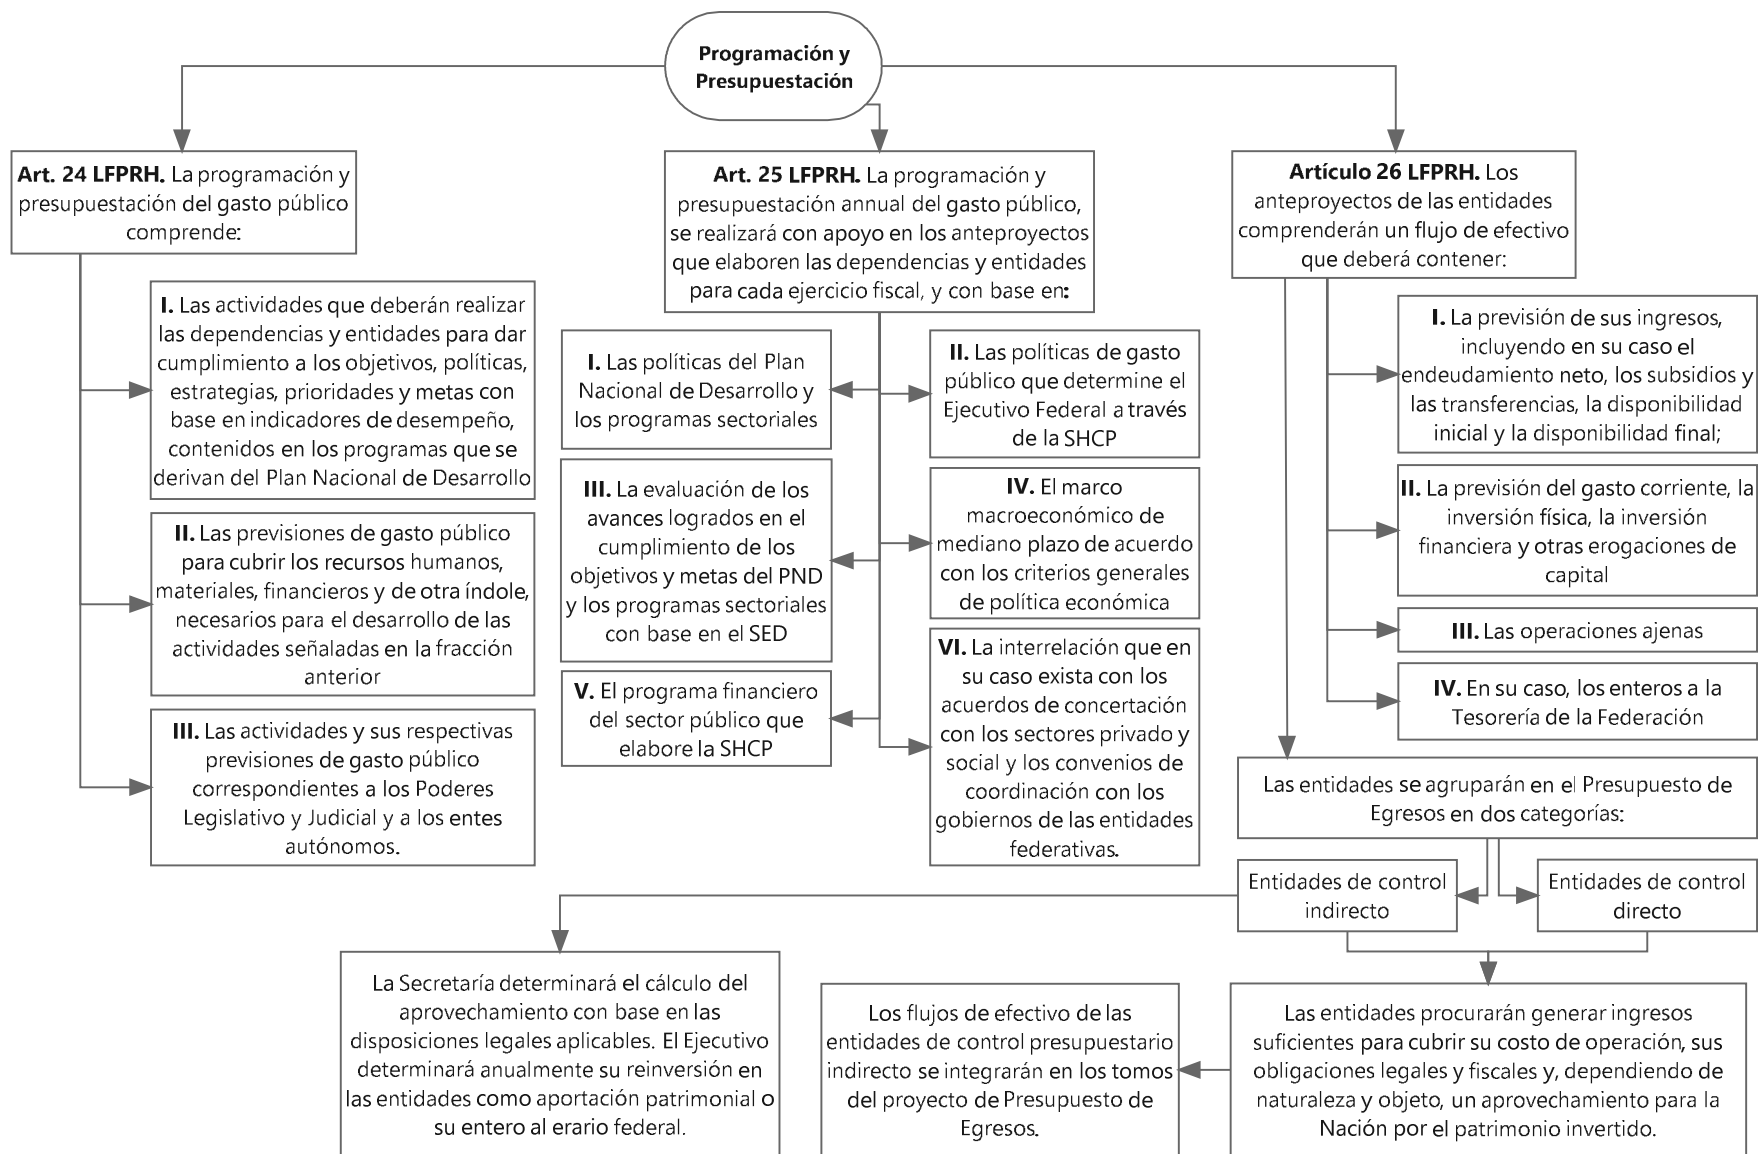 Programación y
Presupuestación
Art. 24 LFPRH. La programación y
presupuestación del gasto público
comprende:
I. Las actividades que deberán realizar
las dependencias y entidades para dar
cumplimiento a los objetivos, políticas,
estrategias, prioridades y metas con
base en indicadores de desempeño,
contenidos en los programas que se
derivan del Plan Nacional de Desarrollo
II. Las previsiones de gasto público
para cubrir los recursos humanos,
materiales, financieros y de otra índole,
necesarios para el desarrollo de las
actividades señaladas en la fracción
anterior
III. Las actividades y sus respectivas
previsiones de gasto público
correspondientes a los Poderes
Legislativo y Judicial y a los entes
autónomos.
Art. 25 LFPRH. La programación y
presupuestación annual del gasto público,
se realizará con apoyo en los anteproyectos
que elaboren las dependencias y entidades
para cada ejercicio fiscal, y con base en:
I. Las políticas del Plan
Nacional de Desarrollo y
los programas sectoriales
II. Las políticas de gasto
público que determine el
Ejecutivo Federal a través
de la SHCP
III. La evaluación de los
avances logrados en el
cumplimiento de los
objetivos y metas del PND
y los programas sectoriales
con base en el SED
IV. El marco
macroeconómico de
mediano plazo de acuerdo
con los criterios generales
de política económica
V. El programa financiero
del sector público que
elabore la SHCP
VI. La interrelación que en
su caso exista con los
acuerdos de concertación
con los sectores privado y
social y los convenios de
coordinación con los
gobiernos de las entidades
federativas.
Artículo 26 LFPRH. Los
anteproyectos de las entidades
comprenderán un flujo de efectivo
que deberá contener:
I. La previsión de sus ingresos,
incluyendo en su caso el
endeudamiento neto, los subsidios y
las transferencias, la disponibilidad
inicial y la disponibilidad final;
II. La previsión del gasto corriente, la
inversión física, la inversión
financiera y otras erogaciones de
capital
III. Las operaciones ajenas
IV. En su caso, los enteros a la
Tesorería de la Federación
Las entidades se agruparán en el Presupuesto de
Egresos en dos categorías:
Entidades de control
indirecto
Entidades de control
directo
La Secretaría determinará el cálculo del
aprovechamiento con base en las
disposiciones legales aplicables. El Ejecutivo
determinará anualmente su reinversión en
las entidades como aportación patrimonial o
su entero al erario federal.
Los flujos de efectivo de las
entidades de control presupuestario
indirecto se integrarán en los tomos
del proyecto de Presupuesto de
Egresos.
Las entidades procurarán generar ingresos
suficientes para cubrir su costo de operación, sus
obligaciones legales y fiscales y, dependiendo de
naturaleza y objeto, un aprovechamiento para la
Nación por el patrimonio invertido.